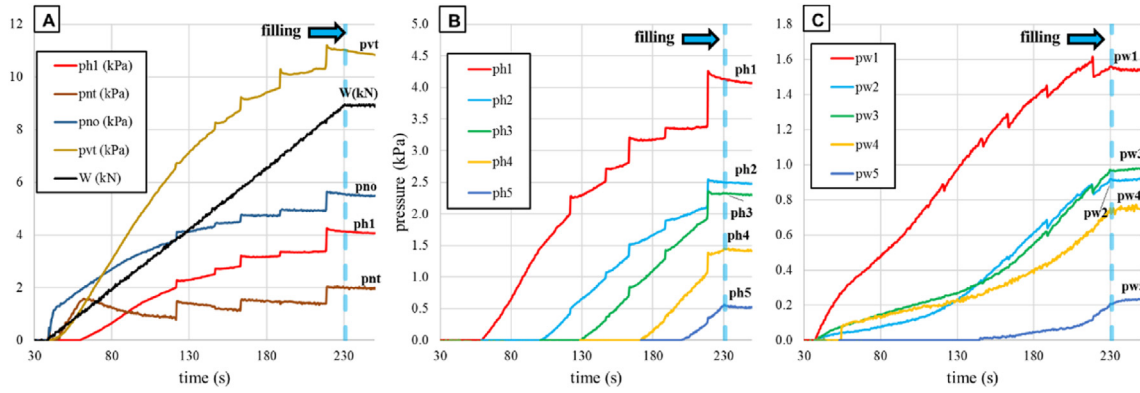 A
filling
pvt
W(kN)
pno
ph1
pnt
ph1 (kPa)
pnt (kPa)
pno (kPa)
pvt (kPa)
W (kN)
12
10
8
6
4
2
0
30
80
130
180
230
time (s)
B
filling
ph1
ph2
ph3
ph4
ph5
ph1
ph2
ph3
ph4
ph5
pressure (kPa)
5.0
4.5
4.0
3.5
3.0
2.5
2.0
1.5
1.0
0.5
0.0
30
80
130
180
230
time (s)
C
filling
pw1
pw2
pw3
pw4
pw5
pw1
pw3
pw2
pw4
pw5
1.8
1.6
1.4
1.2
1.0
0.8
0.6
0.4
0.2
0.0
30
80
130
180
230
time (s)